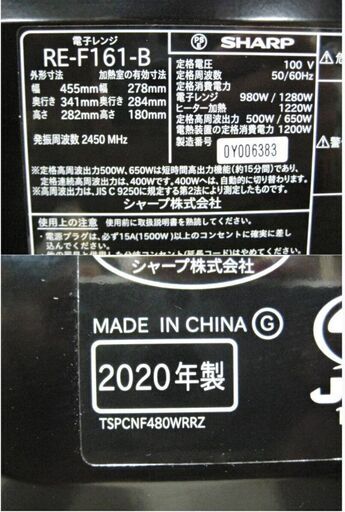 電子レンジ
RE-F161-B
SHARP
外形寸法 加熱室の有効寸法
幅 455mm 幅 278mm
奥行き 341mm 奥行き 284mm
高さ 282mm 高さ 180mm
発振周波数 2450 MHz
定格電圧 100 V
定格周波数 50/60Hz
定格消費電力
電子レンジ 980W / 1280W
ヒーター加熱 1220W
定格高周波出力 500W / 650W
電熱装置の定格消費電力 1200W
製造番号 0Y006383
※定格高周波出力500W、650Wは短時間高出力機能(約15分間)であり、
定格連続高周波出力は、400Wです。400Wへは、自動的に切り替わります。
※高周波出力は、JIS C 9250に規定する第2法により測定したものです。
シャープ株式会社
使用上の注意 使用前に取扱説明書を熟読してください。
・電源プラグは、必ず15A(1500W)以上のコンセントに確実に差し
込んでください。
シャープ株式会社
MADE IN CHINA G
2020年製
TSPCNF480WRRZ